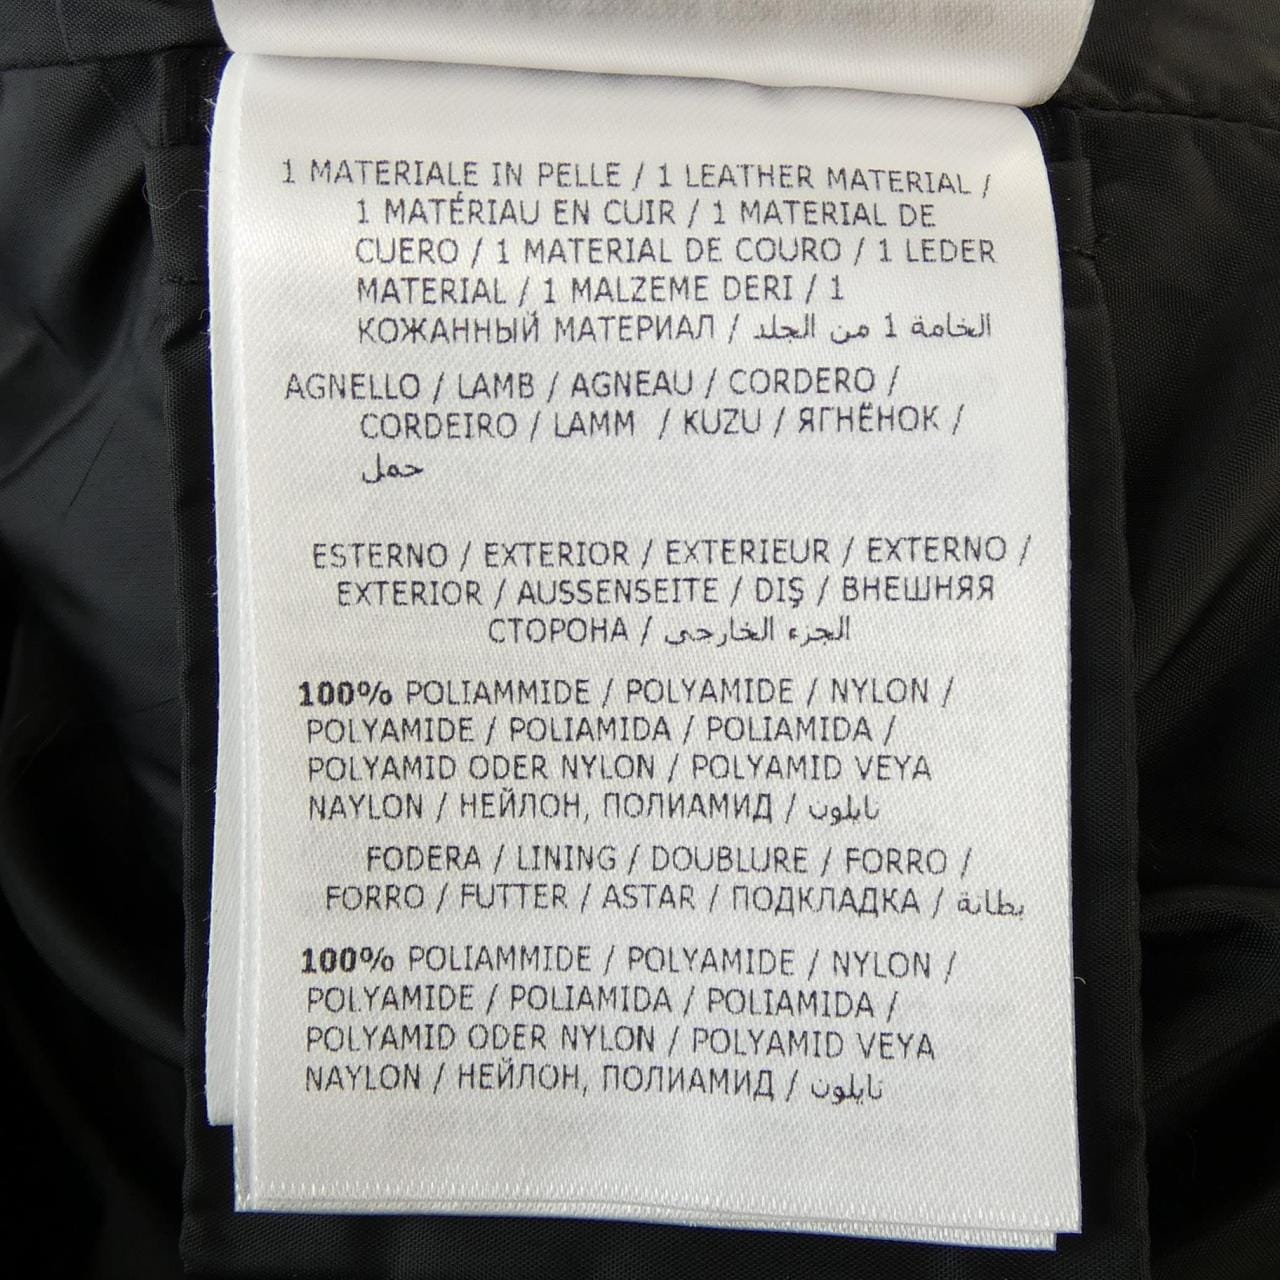 1 MATERIALE IN PELLE / 1 LEATHER MATERIAL /
1 MATÉRIAU EN CUIR / 1 MATERIAL DE
CUERO / 1 MATERIAL DE COURO / 1 LEDER
MATERIAL / 1 MALZEME DERI / 1
КОЖАННЫЙ МАТЕРИАЛ / الخامة 1 من الجلد
AGNELLO / LAMB / AGNEAU / CORDERO /
CORDEIRO / LAMM / KUZU / ЯГНЁНОК /
حمل
ESTERNO / EXTERIOR / EXTERIEUR / EXTERNO /
EXTERIOR / AUSSENSEITE / DIŞ / ВНЕШНЯЯ
СТОРОНА / الجزء الخارجى
100% POLIAMMIDE / POLYAMIDE / NYLON /
POLYAMIDE / POLIAMIDA / POLIAMIDA /
POLYAMID ODER NYLON / POLYAMID VEYA
NAYLON / НЕЙЛОН, ПОЛИАМИД / نايلون
FODERA / LINING / DOUBLURE / FORRO /
FORRO / FUTTER / ASTAR / ПОДКЛАДКА / بطانة
100% POLIAMMIDE / POLYAMIDE / NYLON /
POLYAMIDE / POLIAMIDA / POLIAMIDA /
POLYAMID ODER NYLON / POLYAMID VEYA
NAYLON / НЕЙЛОН, ПОЛИАМИД / نايلون